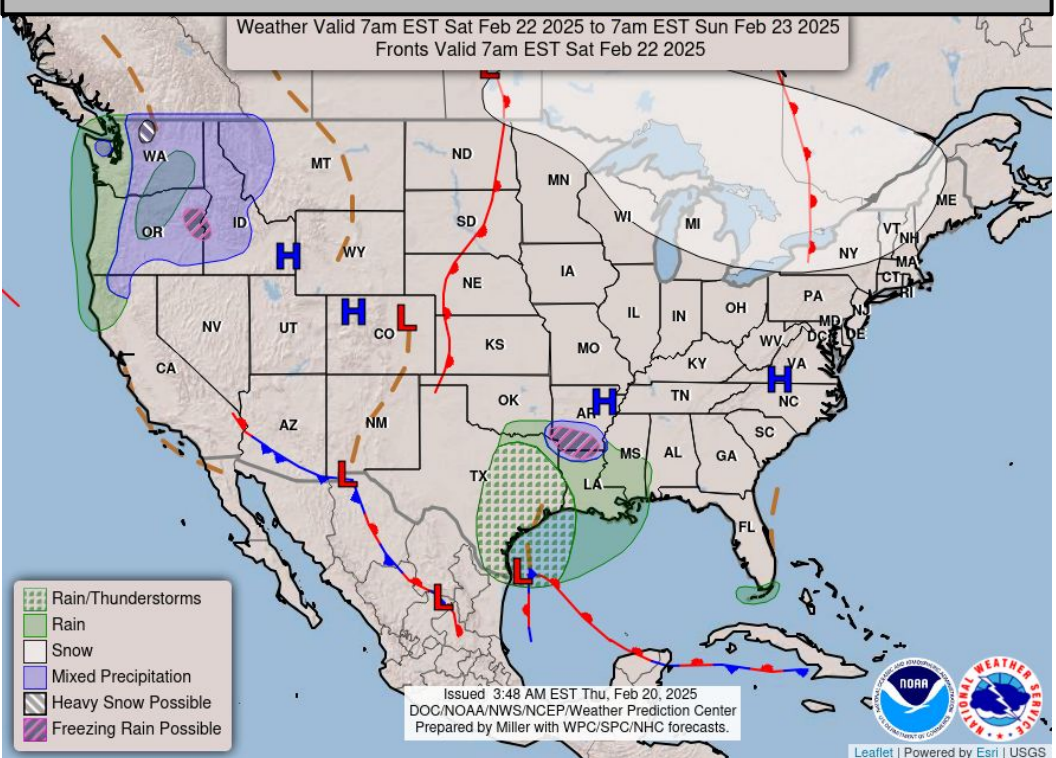 Weather Valid 7am EST Sat Feb 22 2025 to 7am EST Sun Feb 23 2025
Fronts Valid 7am EST Sat Feb 22 2025
L
WA
MT
ND
MN
OR
ID
WY
SD
WI
MI
ME
VT
NH
NY
MA
CT
RI
H
H
L
NV
UT
CO
NE
IA
IL
IN
OH
PA
NJ
MD
DE
DC
WV
VA
H
CA
KS
MO
KY
AZ
NM
OK
AR
H
TN
NC
SC
L
TX
LA
MS
AL
GA
FL
L
L
Rain/Thunderstorms
Rain
Snow
Mixed Precipitation
Heavy Snow Possible
Freezing Rain Possible
Issued 3:48 AM EST Thu, Feb 20, 2025
DOC/NOAA/NWS/NCEP/Weather Prediction Center
Prepared by Miller with WPC/SPC/NHC forecasts.
NOAA
NATIONAL WEATHER SERVICE
Leaflet | Powered by Esri | USGS